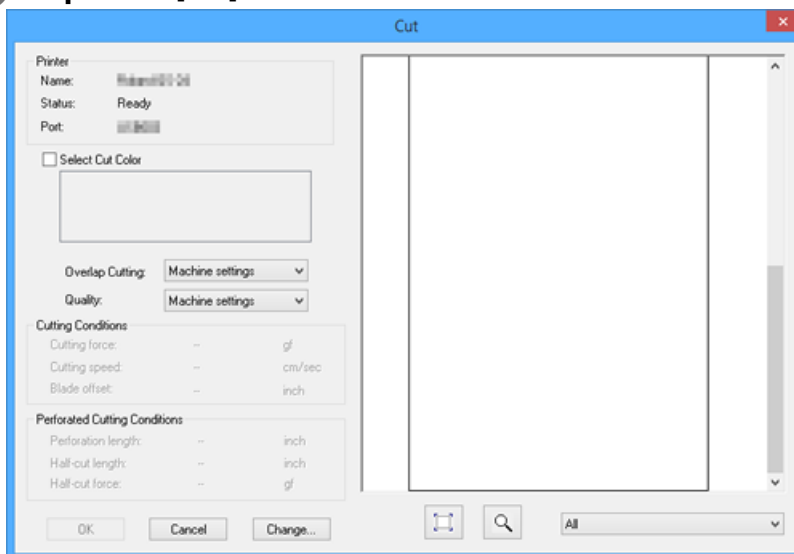 Cut
Printer
Name:
Status: Ready
Port:
Select Cut Color
Overlap Cutting: Machine settings
Quality: Machine settings
Cutting Conditions
Cutting force: -- gf
Cutting speed: -- cm/sec
Blade offset: -- inch
Perforated Cutting Conditions
Perforation length: -- inch
Half-cut length: -- inch
Half-cut force: -- gf
OK Cancel Change... All